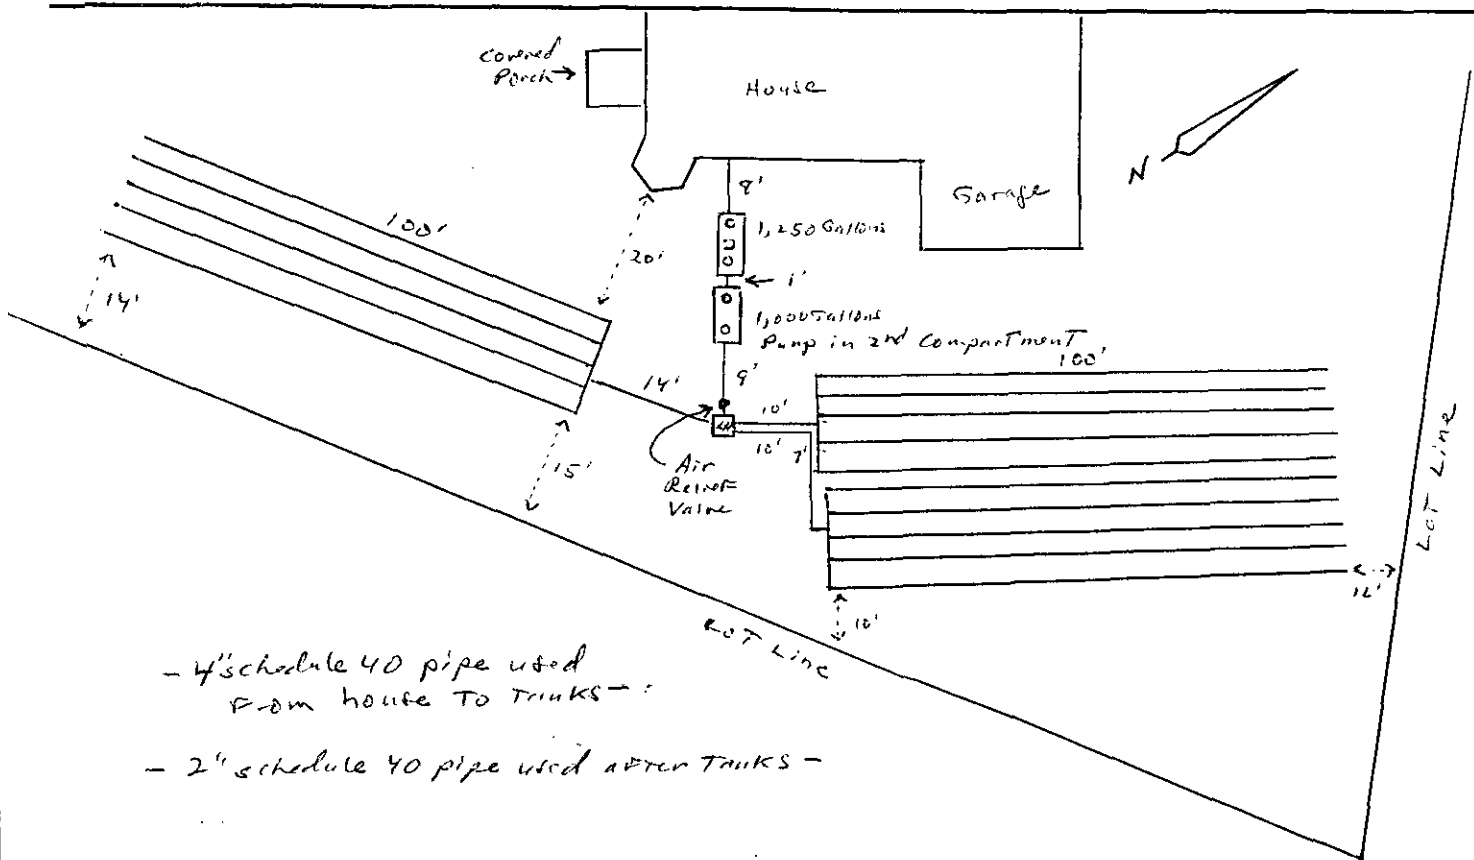 Covered
Porch
House
N
Garage
8'
1,250 Gallons
1'
1,000 Gallons
Pump in 2nd Compartment
100'
20'
14'
100'
9'
14'
10'
10'
7'
15'
Air
Relief
Valve
Lot Line
12'
10'
Lot Line
- 4" schedule 40 pipe used
From house To Tanks -
- 2" schedule 40 pipe used after Tanks -